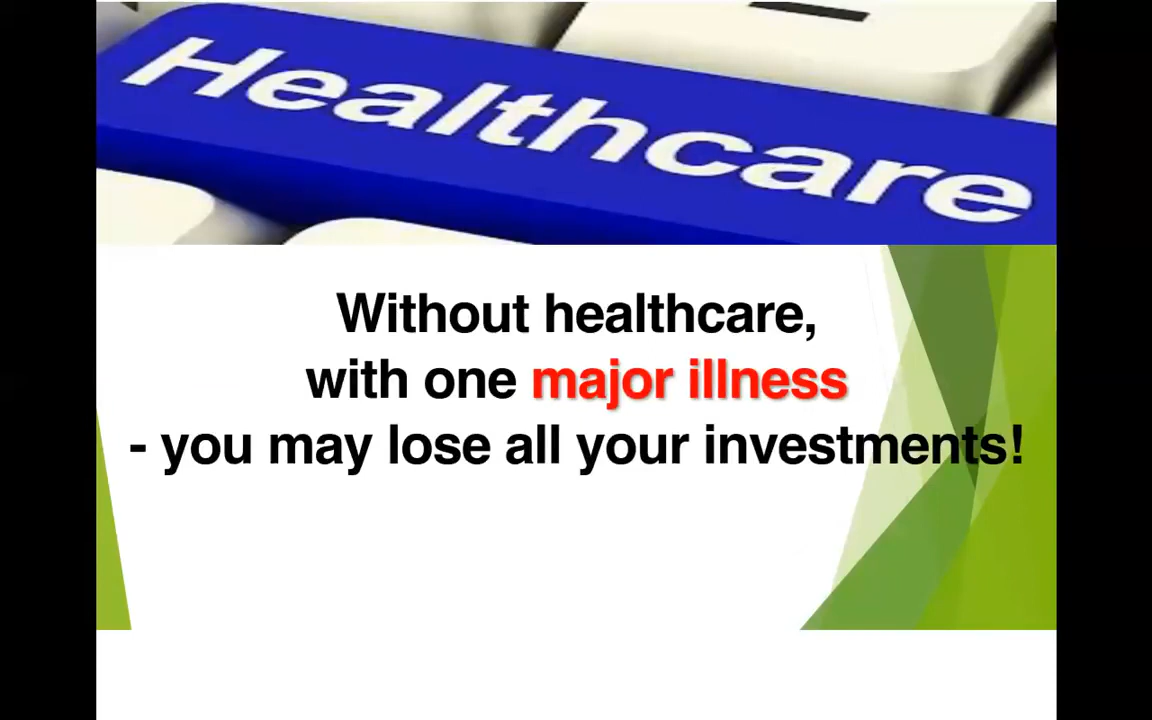 Healthcare
Without healthcare,
with one major illness
- you may lose all your investments!